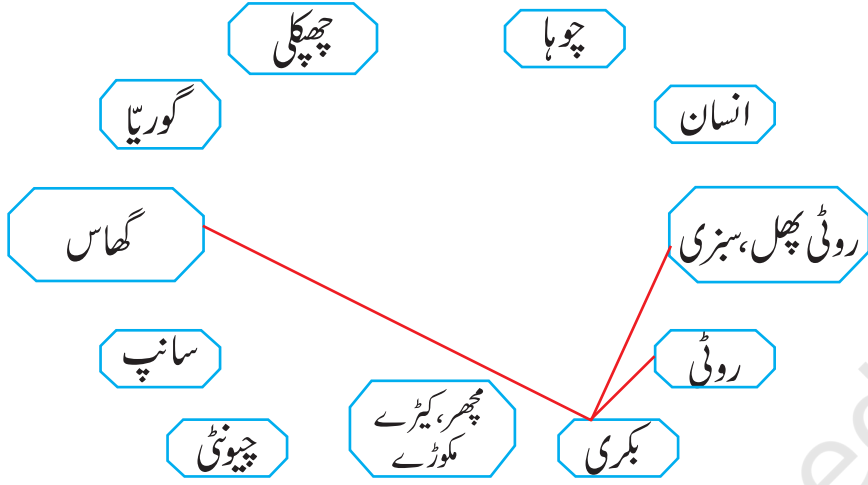 چوہا
چھپکلی
انسان
گوریّا
روٹی پھل، سبزی
گھاس
روٹی
سانپ
مچھر، کیڑے
مکوڑے
بکری
چیونٹی